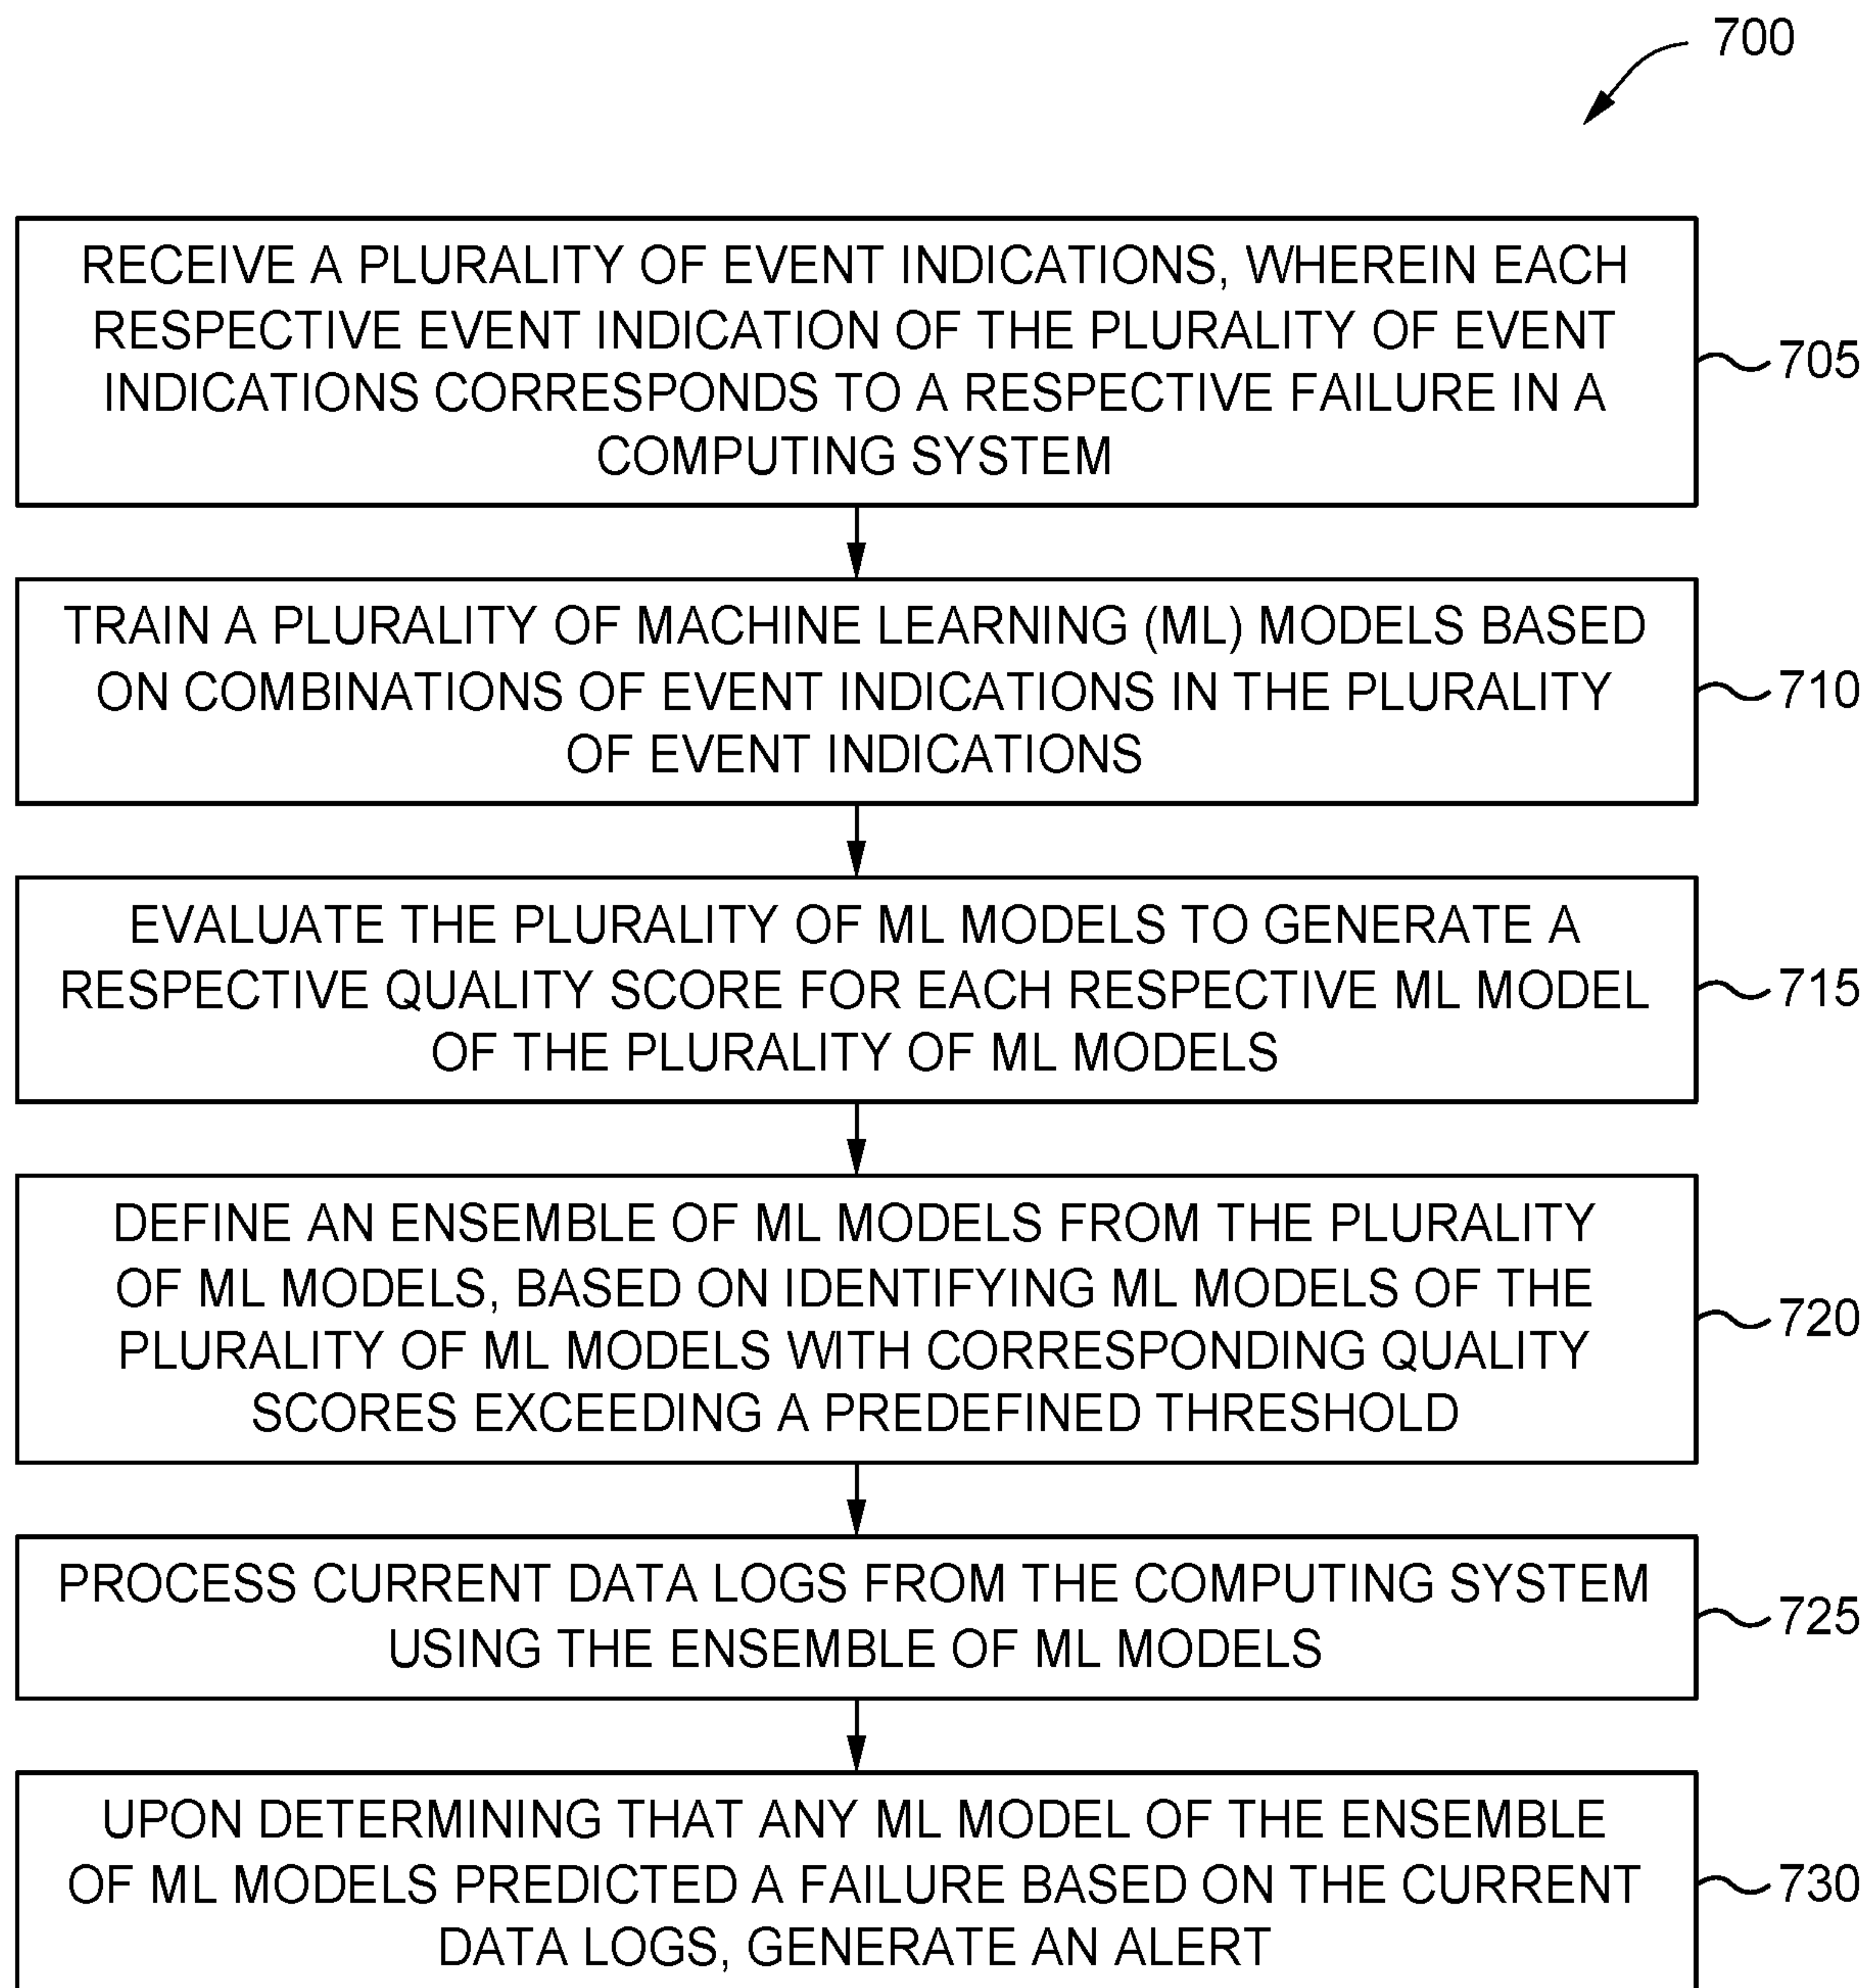 700
RECEIVE A PLURALITY OF EVENT INDICATIONS, WHEREIN EACH
RESPECTIVE EVENT INDICATION OF THE PLURALITY OF EVENT
INDICATIONS CORRESPONDS TO A RESPECTIVE FAILURE IN A
COMPUTING SYSTEM
705
TRAIN A PLURALITY OF MACHINE LEARNING (ML) MODELS BASED
ON COMBINATIONS OF EVENT INDICATIONS IN THE PLURALITY
OF EVENT INDICATIONS
710
EVALUATE THE PLURALITY OF ML MODELS TO GENERATE A
RESPECTIVE QUALITY SCORE FOR EACH RESPECTIVE ML MODEL
OF THE PLURALITY OF ML MODELS
715
DEFINE AN ENSEMBLE OF ML MODELS FROM THE PLURALITY
OF ML MODELS, BASED ON IDENTIFYING ML MODELS OF THE
PLURALITY OF ML MODELS WITH CORRESPONDING QUALITY
SCORES EXCEEDING A PREDEFINED THRESHOLD
720
PROCESS CURRENT DATA LOGS FROM THE COMPUTING SYSTEM
USING THE ENSEMBLE OF ML MODELS
725
UPON DETERMINING THAT ANY ML MODEL OF THE ENSEMBLE
OF ML MODELS PREDICTED A FAILURE BASED ON THE CURRENT
DATA LOGS, GENERATE AN ALERT
730